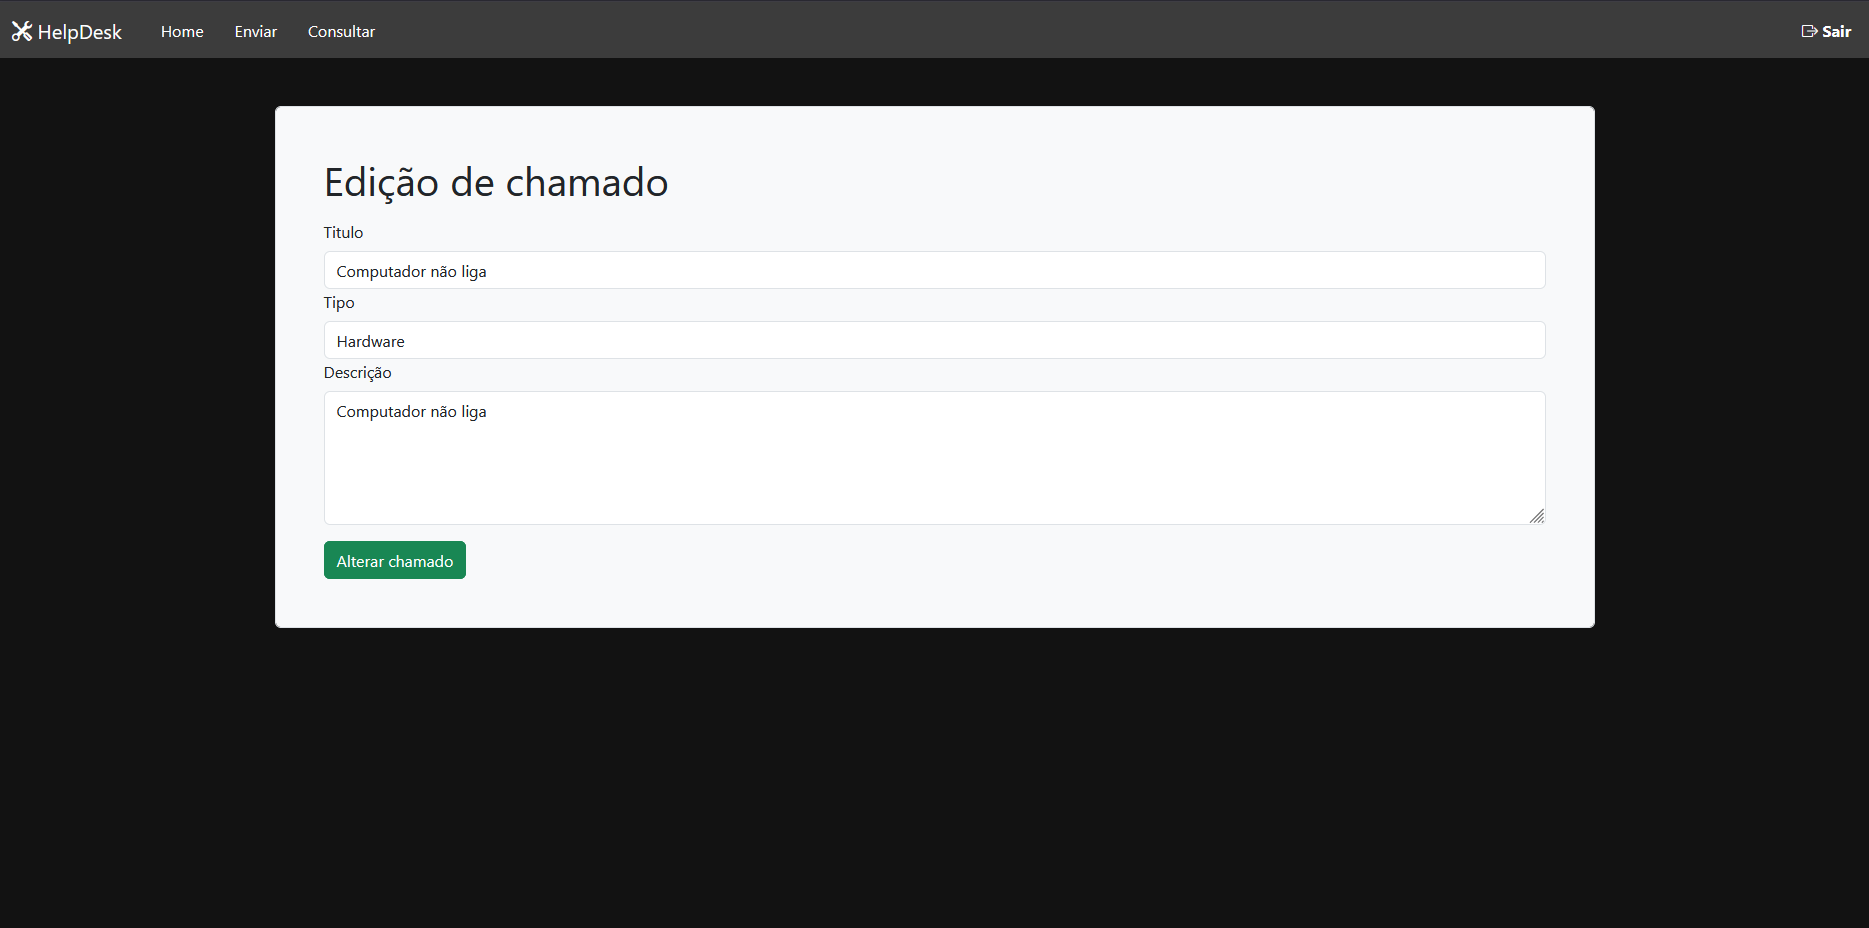 HelpDesk Home Enviar Consultar Sair
Edição de chamado
Titulo
Computador não liga
Tipo
Hardware
Descrição
Computador não liga
Alterar chamado